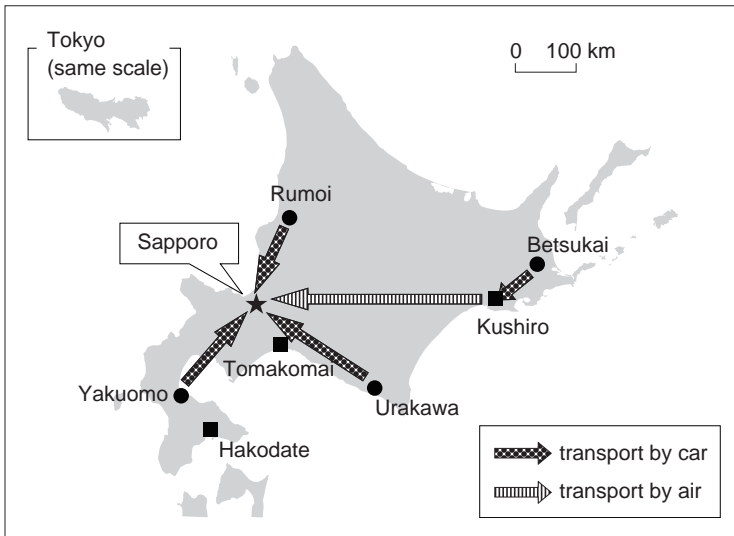 Tokyo
(same scale)
0 100 km
Rumoi
Sapporo
Betsukai
Kushiro
Tomakomai
Yakuomo
Urakawa
Hakodate
transport by car
transport by air